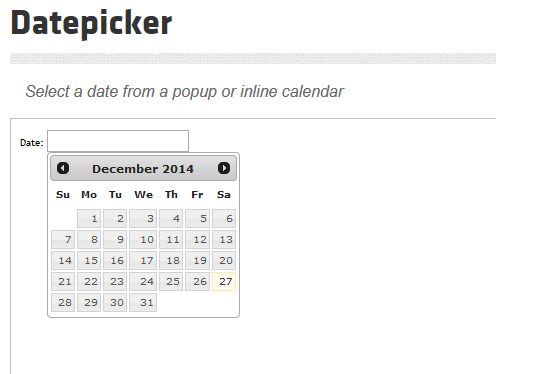 Datepicker
Select a date from a popup or inline calendar
Date:
December 2014
Su Mo Tu We Th Fr Sa
1 2 3 4 5 6
7 8 9 10 11 12 13
14 15 16 17 18 19 20
21 22 23 24 25 26 27
28 29 30 31